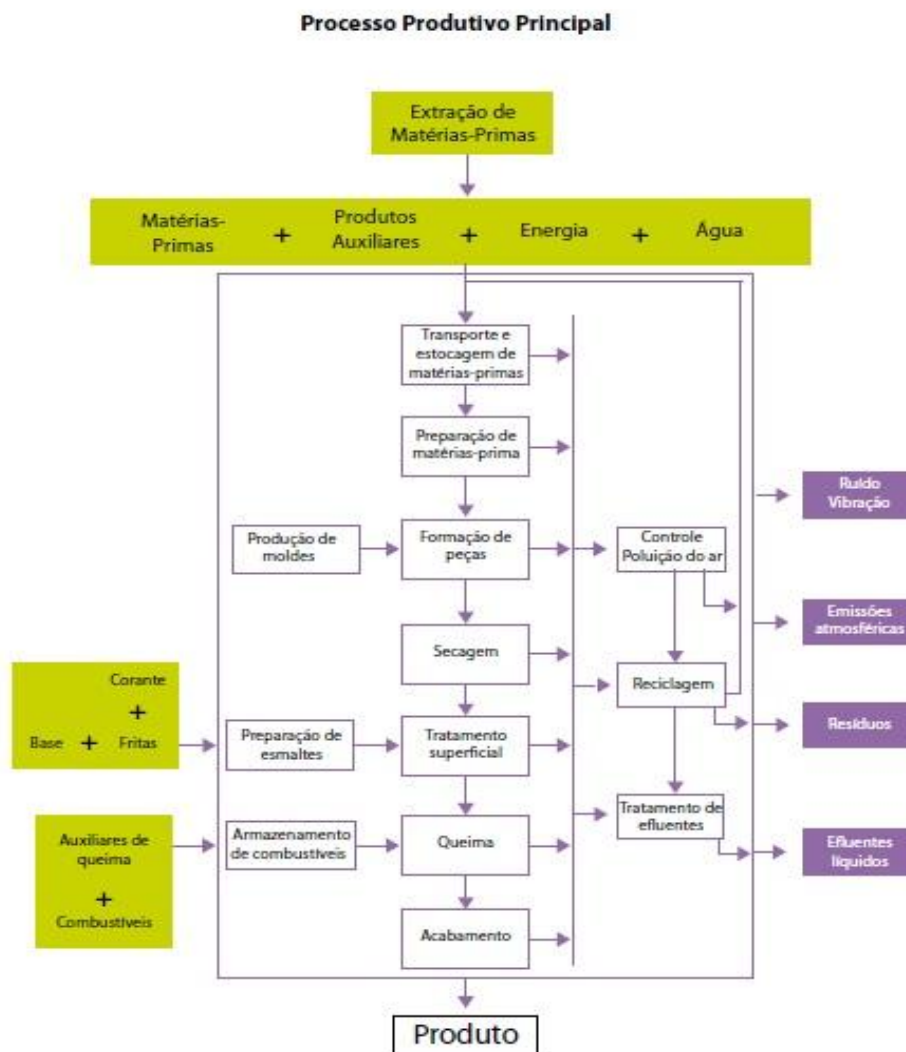 Processo Produtivo Principal
Extração de
Matérias-Primas
Matérias-
Primas
+
Produtos
Auxiliares
+
Energia
+
Água
Transporte e
estocagem de
matérias-primas
Preparação de
matérias-prima
Produção de
moldes
Formação de
peças
Controle
Poluição do ar
Ruído
Vibração
Emissões
atmosféricas
Secagem
Reciclagem
Resíduos
Corante
+
Base + Fritas
Preparação de
esmaltes
Tratamento
superficial
Tratamento de
efluentes
Auxiliares de
queima
+
Combustíveis
Armazenamento
de combustíveis
Queima
Efluentes
líquidos
Acabamento
Produto